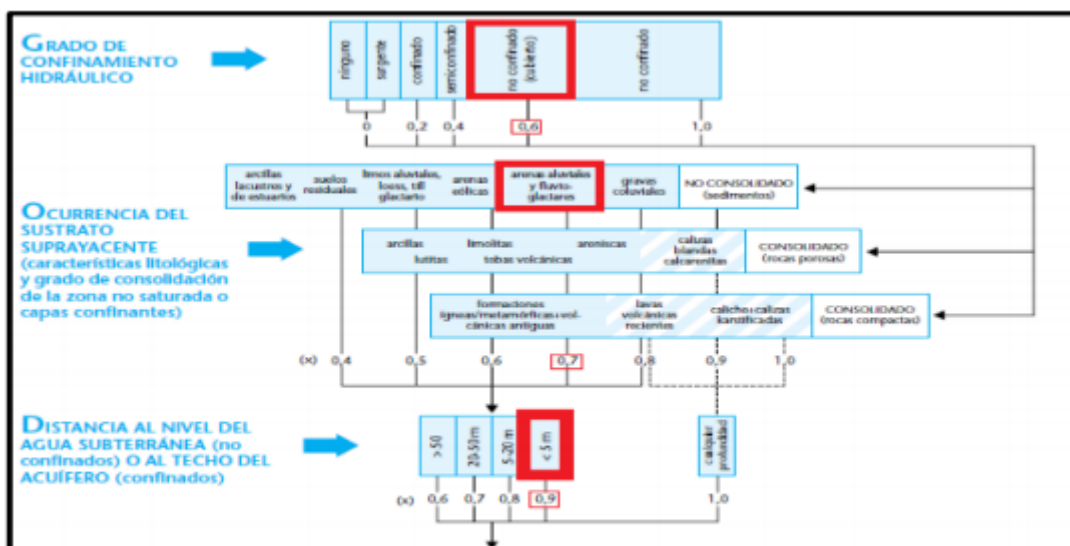 GRADO DE
CONFINAMIENTO
HIDRÁULICO
ninguno
surgente
confinado
semiconfinado
no confinado
(cubierto)
no confinado
0
0,2
0,4
0,6
1,0
OCURRENCIA DEL
SUSTRATO
SUPRAYACENTE
(características litológicas
y grado de consolidación
de la zona no saturada o
capas confinantes)
arcillas
lacustres y
de estuarios
suelos
residuales
limos aluviales,
loess, till
glaciario
arenas
eólicas
arenas aluviales
y fluvio-
glaciares
gravas
coluviales
NO CONSOLIDADO
(sedimentos)
arcillas
lutitas
limolitas
tobas volcánicas
areniscas
calizas
blandas
calcarenitas
CONSOLIDADO
(rocas porosas)
formaciones
ígneas/metamórficas+vol-
cánicas antiguas
lavas
volcánicas
recientes
caliche+calizas
karstificadas
CONSOLIDADO
(rocas compactas)
(x) 0,4 0,5 0,6 0,7 0,8 0,9 1,0
DISTANCIA AL NIVEL DEL
AGUA SUBTERRÁNEA (no
confinados) O AL TECHO DEL
ACUÍFERO (confinados)
> 50
20-50 m
5-20 m
< 5 m
cualquier
profundidad
(x) 0,6 0,7 0,8 0,9 1,0